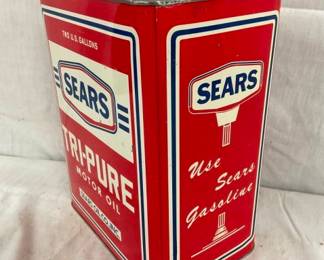 TWO U.S. GALLONS
SEARS
TRI-PURE
MOTOR OIL
SEARS
Use
Sears
Gasoline